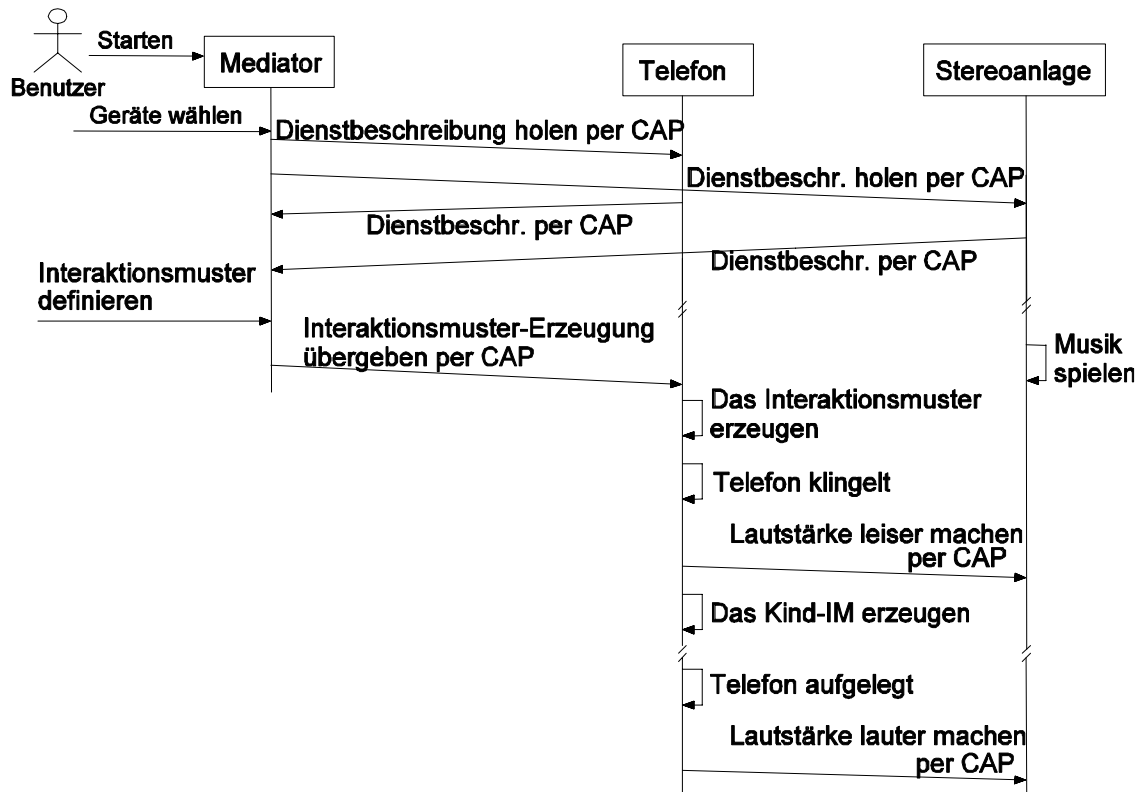 Starten
Mediator
Telefon
Stereoanlage
Benutzer
Geräte wählen
Dienstbeschreibung holen per CAP
Dienstbeschr. holen per CAP
Dienstbeschr. per CAP
Dienstbeschr. per CAP
Interaktionsmuster
definieren
Interaktionsmuster-Erzeugung
übergeben per CAP
Musik
spielen
Das Interaktionsmuster
erzeugen
Telefon klingelt
Lautstärke leiser machen
per CAP
Das Kind-IM erzeugen
Telefon aufgelegt
Lautstärke lauter machen
per CAP